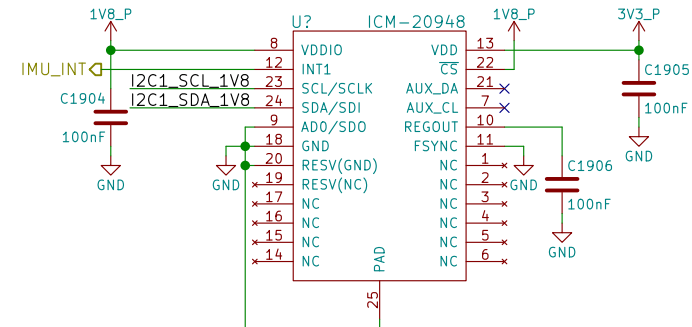 1V8_P
U?
ICM-20948
1V8_P
3V3_P
8 VDDIO
VDD 13
IMU_INT
12 INT1
CS 22
I2C1_SCL_1V8 23 SCL/SCLK
AUX_DA 21
C1905
C1904
I2C1_SDA_1V8 24 SDA/SDI
AUX_CL 7
100nF
9 AD0/SDO
REGOUT 10
100nF
18 GND
FSYNC 11
GND
20 RESV(GND)
NC 1
C1906
GND
GND
19 RESV(NC)
NC 2
GND
17 NC
NC 3
100nF
16 NC
NC 4
15 NC
NC 5
14 NC
NC 6
GND
PAD
25